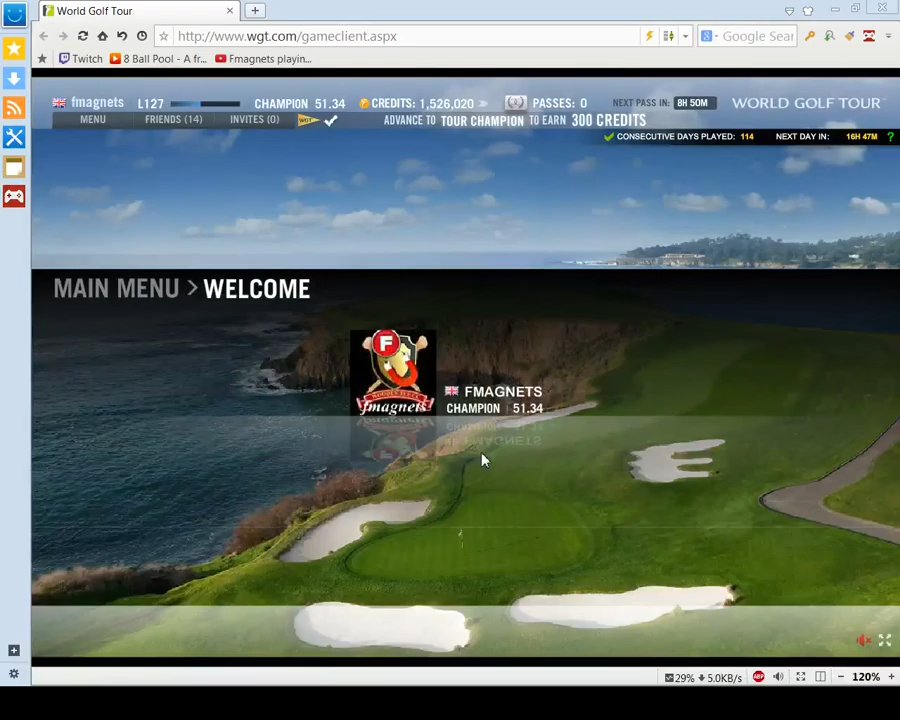 World Golf Tour
http://www.wgt.com/gameclient.aspx
Google Sear
Twitch
8 Ball Pool - A fr...
Fmagnets playin...
fmagnets L127 CHAMPION 51.34 CREDITS: 1,526,020 PASSES: 0 NEXT PASS IN: 8H 50M WORLD GOLF TOUR
MENU FRIENDS (14) INVITES (0) WGT ADVANCE TO TOUR CHAMPION TO EARN 300 CREDITS
CONSECUTIVE DAYS PLAYED: 114 NEXT DAY IN: 16H 47M ?
MAIN MENU > WELCOME
F
fmagnets
FMAGNETS
CHAMPION 51.34
29% 5.0KB/s ABP 120%